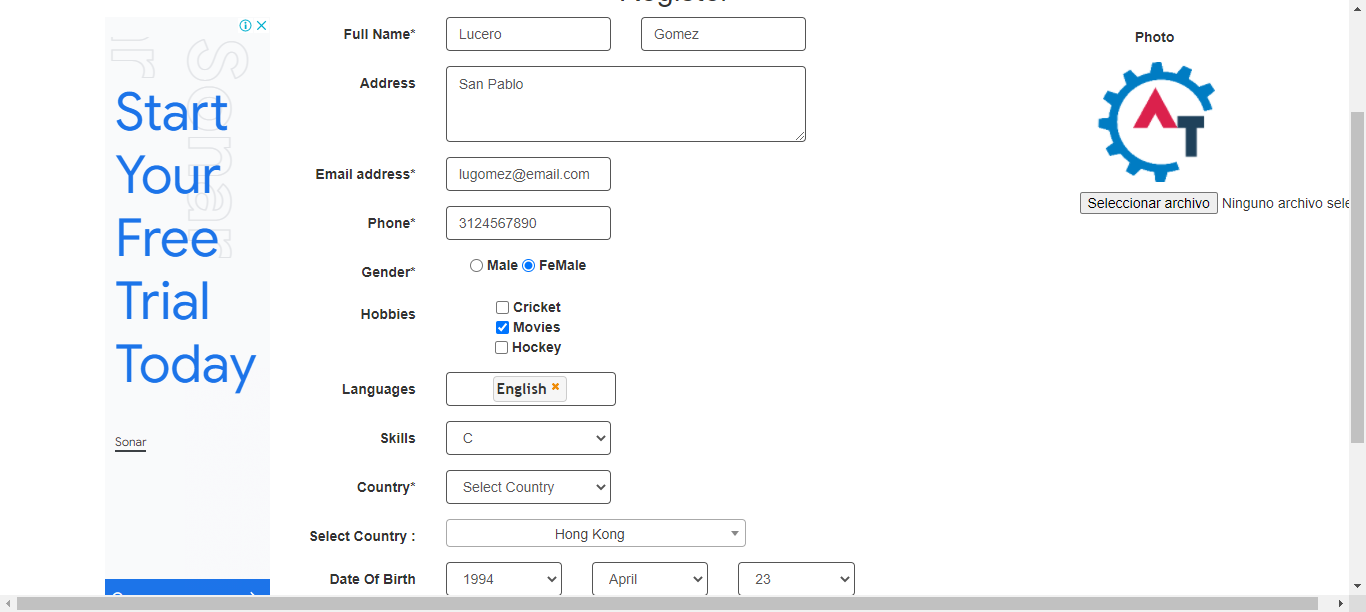 Register
Full Name* Lucero Gomez
Photo
Address San Pablo
Email address* lugomez@email.com
Seleccionar archivo Ninguno archivo sele
Phone* 3124567890
Gender* Male FeMale
Hobbies Cricket
Movies
Hockey
Languages English
Skills C
Country* Select Country
Select Country : Hong Kong
Date Of Birth 1994 April 23
Sonar
Start
Your
Free
Trial
Today
Sonar
AT